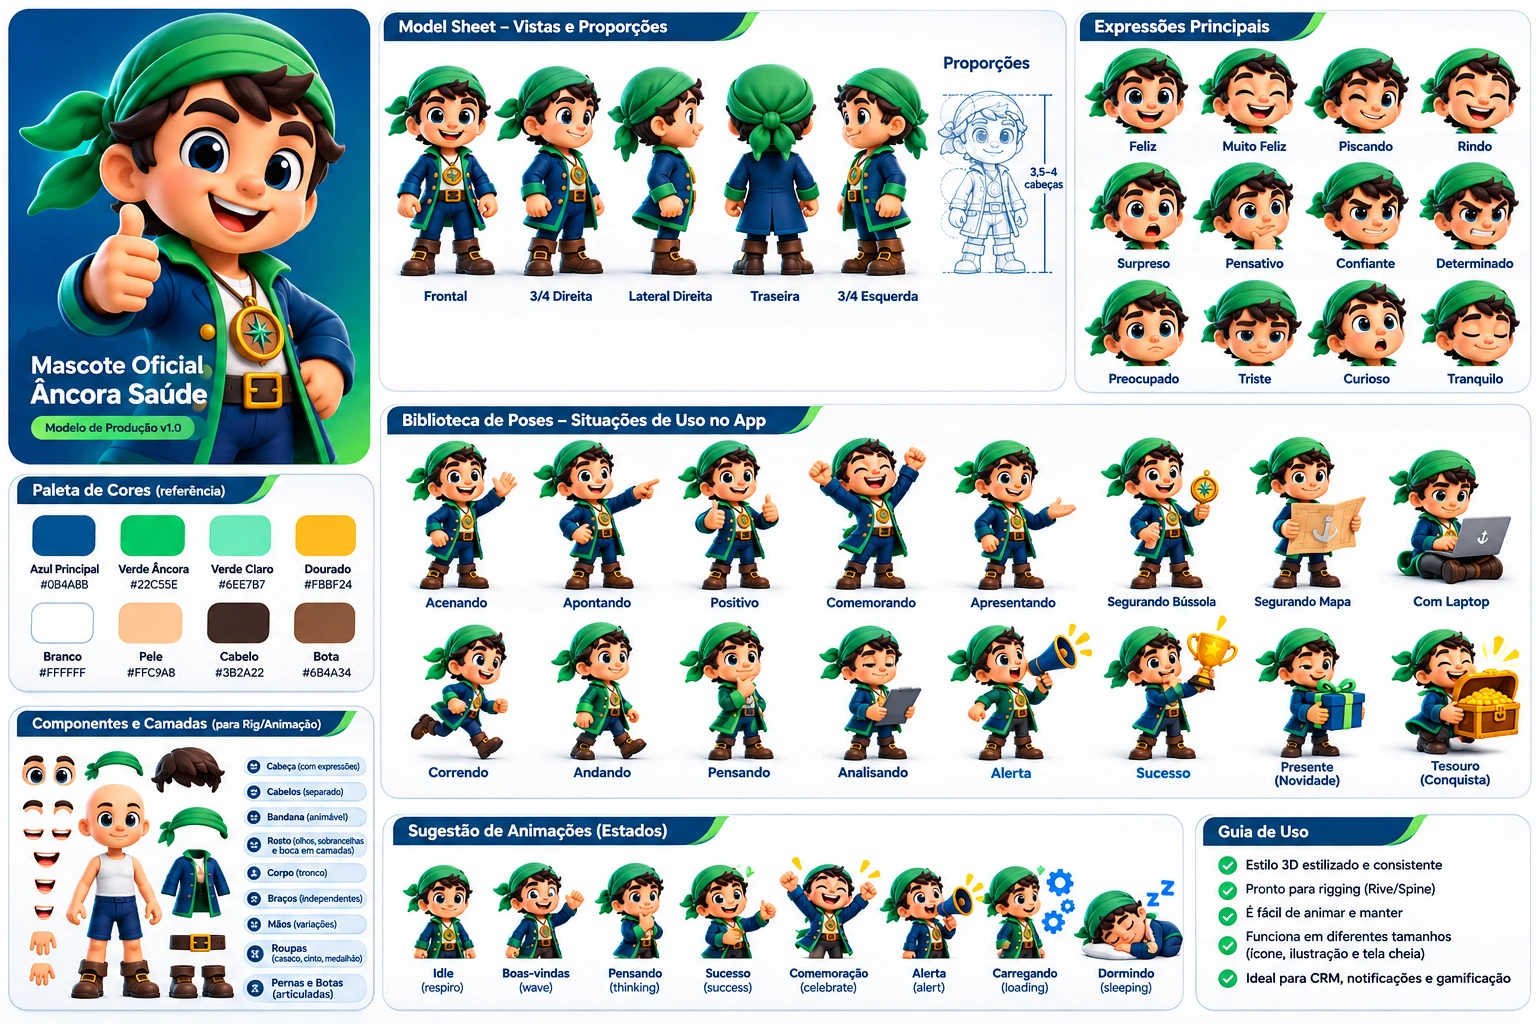 Mascote Oficial
Âncora Saúde
Modelo de Produção v1.0
Model Sheet – Vistas e Proporções
Proporções
3,5–4
cabeças
Frontal
3/4 Direita
Lateral Direita
Traseira
3/4 Esquerda
Expressões Principais
Feliz
Muito Feliz
Piscando
Rindo
Surpreso
Pensativo
Confiante
Determinado
Preocupado
Triste
Curioso
Tranquilo
Paleta de Cores (referência)
Azul Principal
#0B4A8B
Verde Âncora
#22C55E
Verde Claro
#6EE7B7
Dourado
#FBBF24
Branco
#FFFFFF
Pele
#FFC9AB
Cabelo
#3B2A22
Bota
#6B4A34
Biblioteca de Poses – Situações de Uso no App
Acenando
Apontando
Positivo
Comemorando
Apresentando
Segurando Bússola
Segurando Mapa
Com Laptop
Correndo
Andando
Pensando
Analisando
Alerta
Sucesso
Presente
(Novidade)
Tesouro
(Conquista)
Componentes e Camadas (para Rig/Animação)
Cabeça (com expressões)
Cabelos (separado)
Bandana (animável)
Rosto (olhos, sobrancelhas
e boca em camadas)
Corpo (tronco)
Braços (independentes)
Mãos (variações)
Roupas
(casaco, cinto, medalhão)
Pernas e Botas
(articuladas)
Sugestão de Animações (Estados)
Idle
(respiro)
Boas-vindas
(wave)
Pensando
(thinking)
Sucesso
(success)
Comemoração
(celebrate)
Alerta
(alert)
Carregando
(loading)
z Z
Dormindo
(sleeping)
Guia de Uso
Estilo 3D estilizado e consistente
Pronto para rigging (Rive/Spine)
É fácil de animar e manter
Funciona em diferentes tamanhos
(ícone, ilustração e tela cheia)
Ideal para CRM, notificações e gamificação